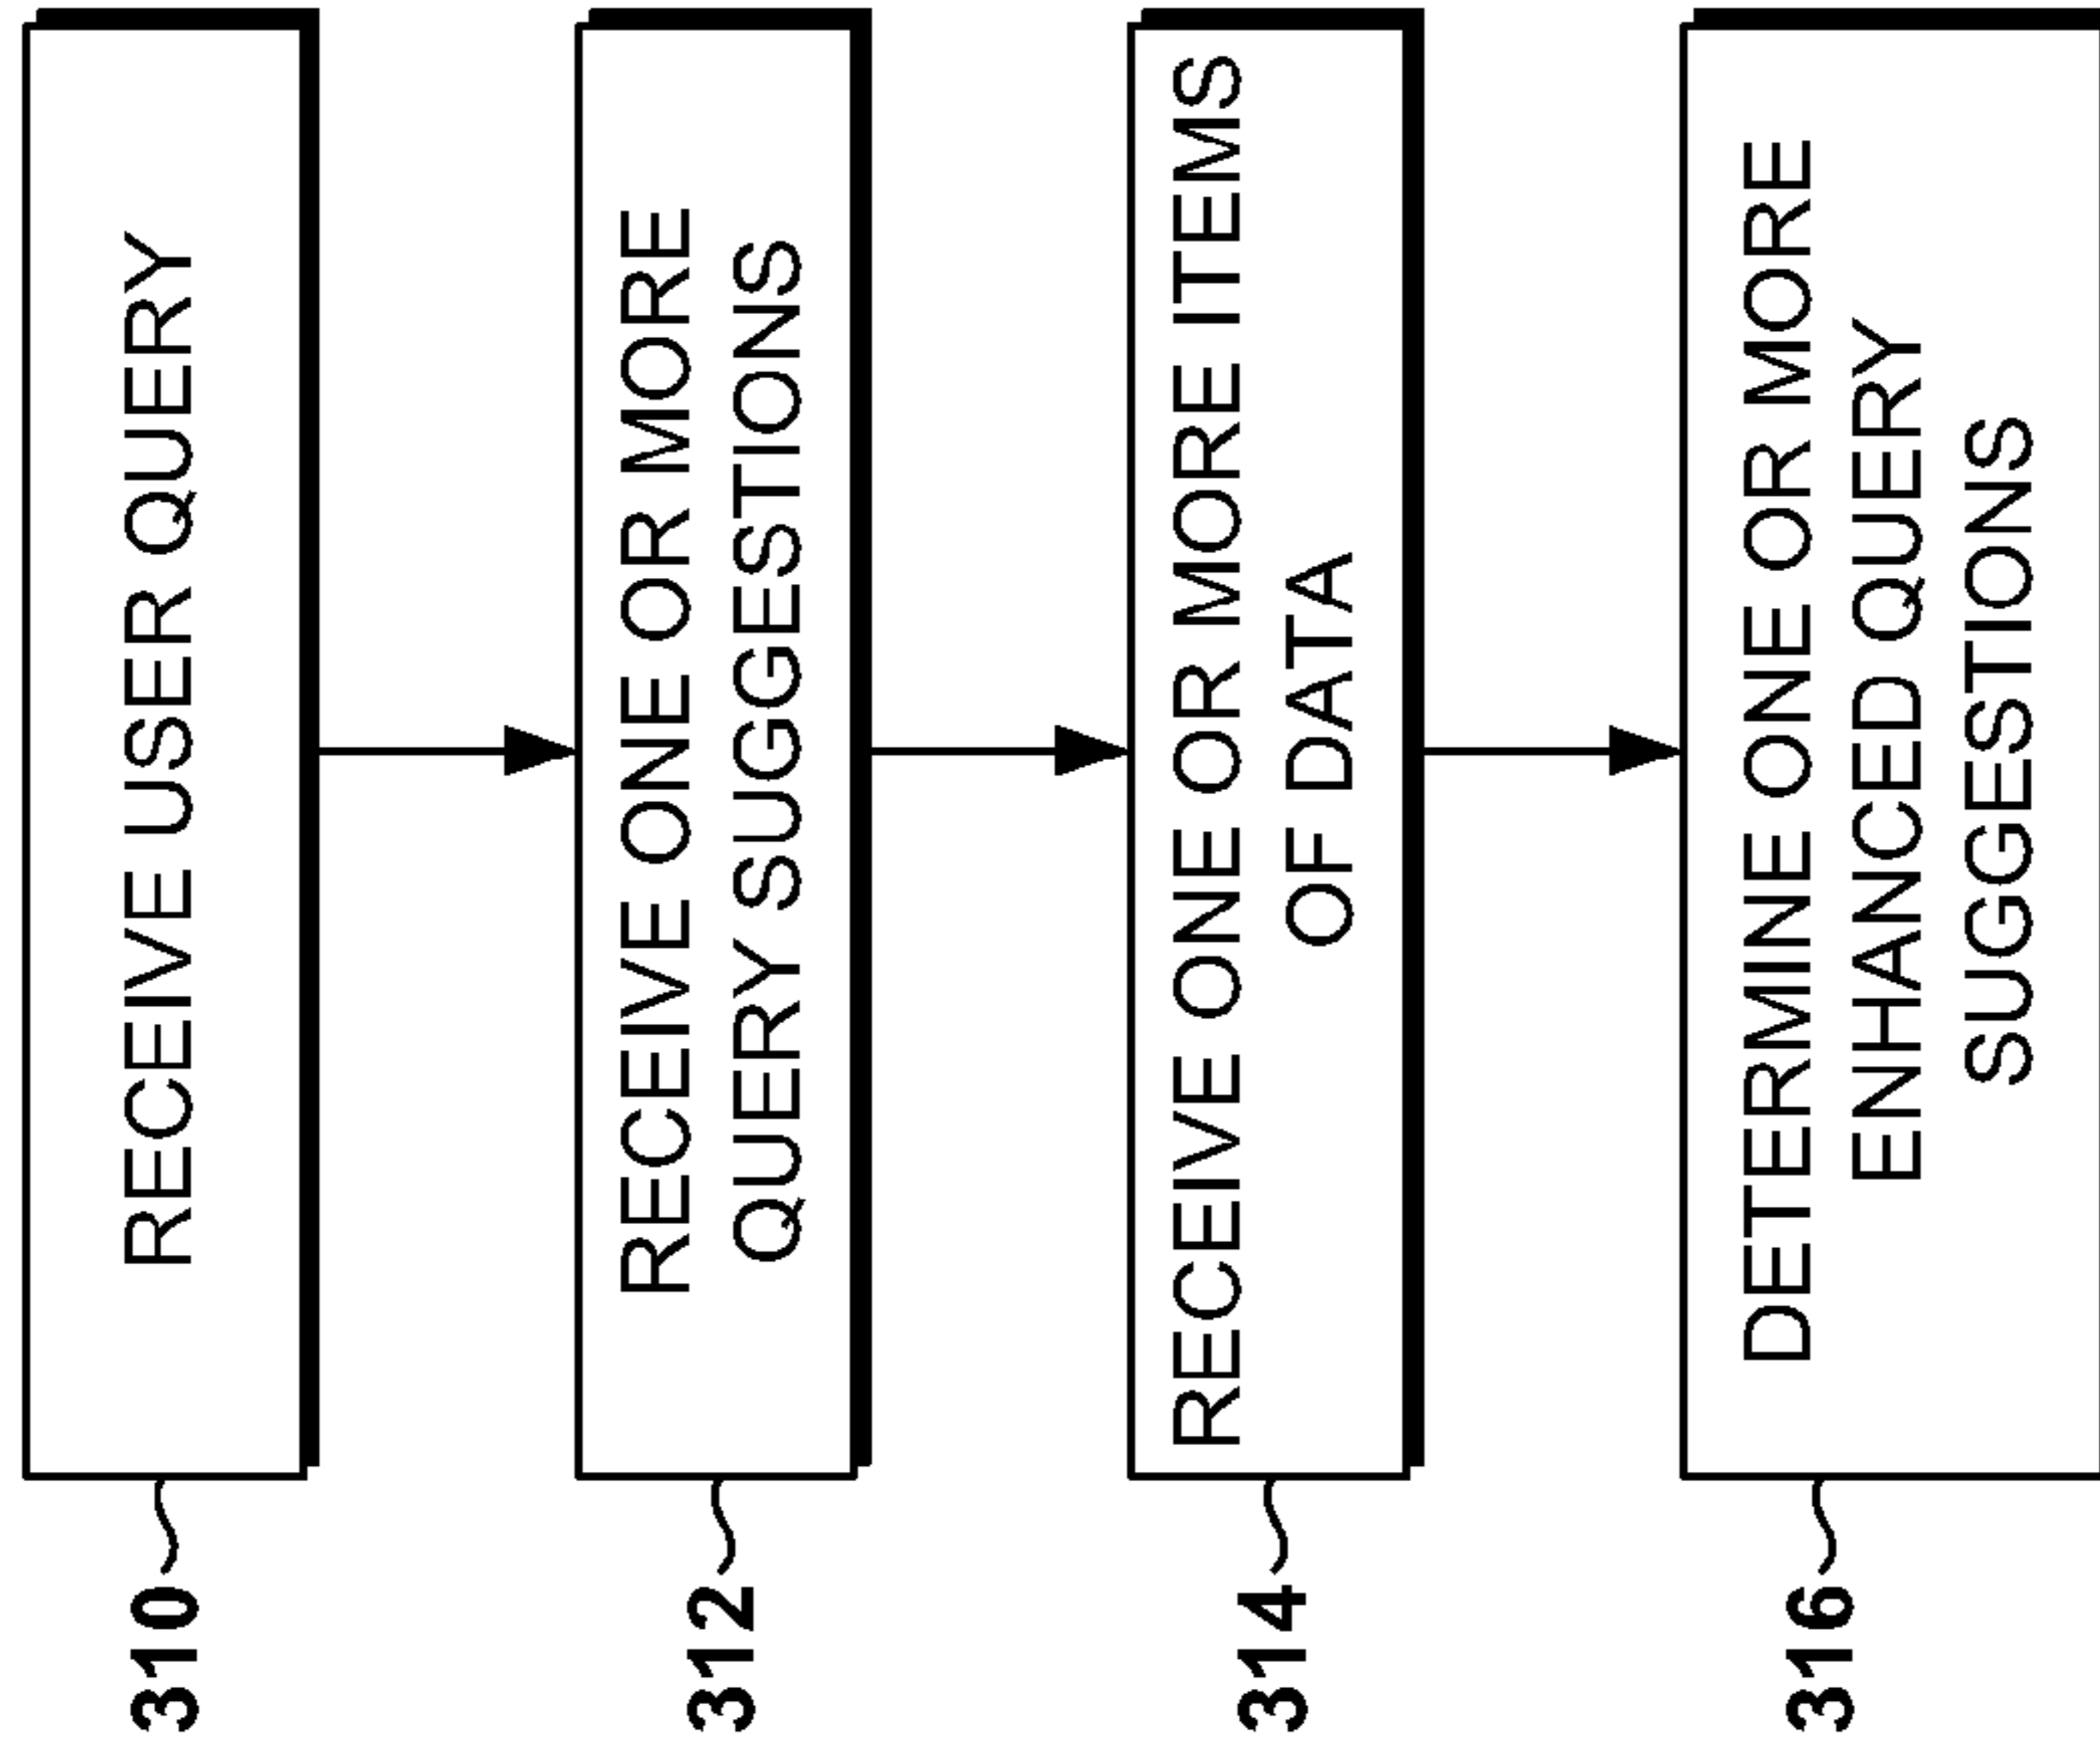 310
RECEIVE USER QUERY
312
RECEIVE ONE OR MORE
QUERY SUGGESTIONS
314
RECEIVE ONE OR MORE ITEMS
OF DATA
316
DETERMINE ONE OR MORE
ENHANCED QUERY
SUGGESTIONS